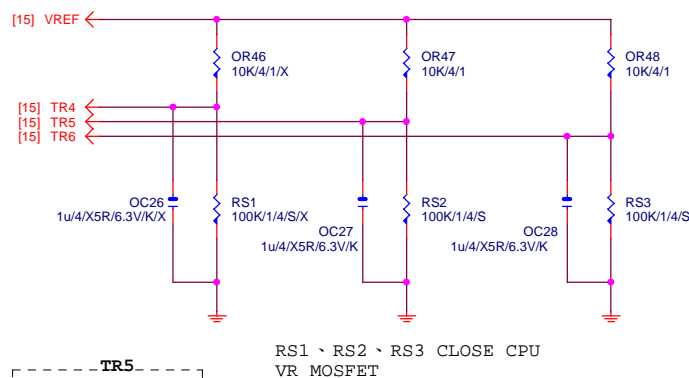 [15] VREF
OR46
10K/4/1/X
OR47
10K/4/1
OR48
10K/4/1
[15] TR4
[15] TR5
[15] TR6
OC26
1u/4/X5R/6.3V/K/X
RS1
100K/1/4/S/X
OC27
1u/4/X5R/6.3V/K
RS2
100K/1/4/S
OC28
1u/4/X5R/6.3V/K
RS3
100K/1/4/S
RS1、RS2、RS3 CLOSE CPU
VR MOSFET
TR5